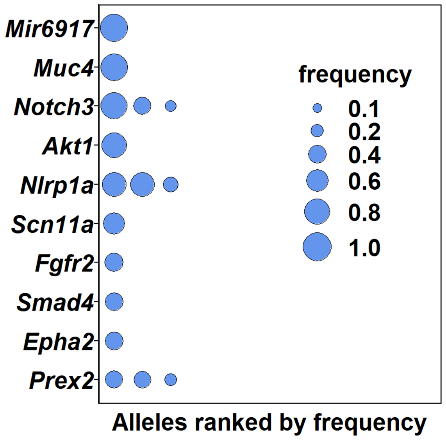 Mir6917
Muc4
Notch3
Akt1
Nlrp1a
Scn11a
Fgfr2
Smad4
Epha2
Prex2
frequency
0.1
0.2
0.4
0.6
0.8
1.0
Alleles ranked by frequency